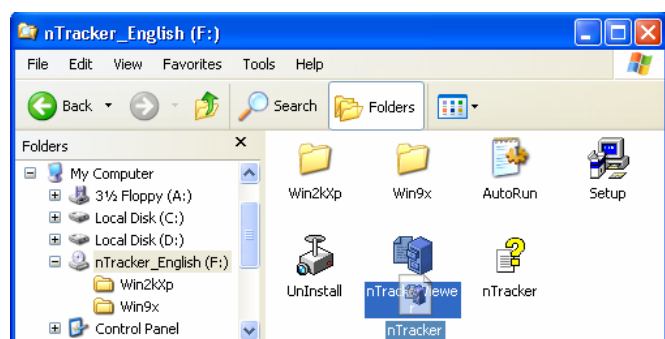 nTracker_English (F:)
File Edit View Favorites Tools Help
Back Search Folders
Folders X
My Computer
3½ Floppy (A:)
Local Disk (C:)
Local Disk (D:)
nTracker_English (F:)
Win2kXp
Win9x
Control Panel
Win2kXp Win9x AutoRun Setup
UnInstall nTracker
nTracker